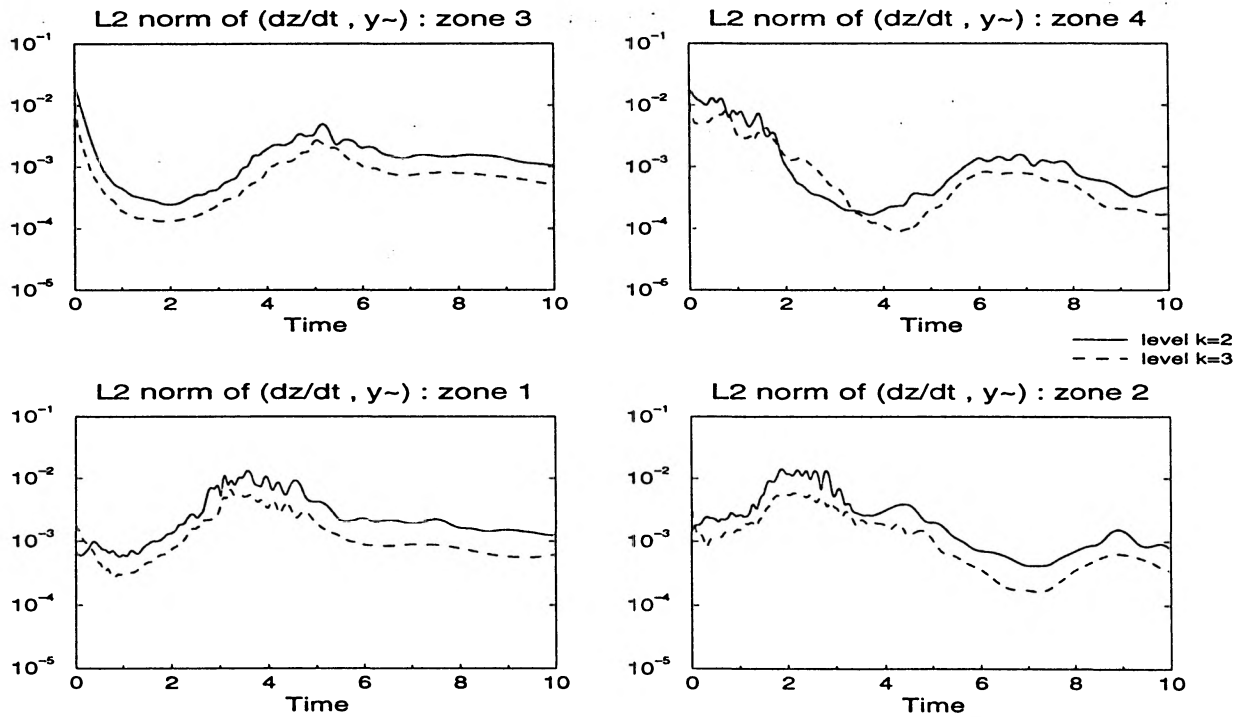 L2 norm of (dz/dt , y~) : zone 3
10⁻¹
10⁻²
10⁻³
10⁻⁴
10⁻⁵
0 2 4 6 8 10
Time
L2 norm of (dz/dt , y~) : zone 4
10⁻¹
10⁻²
10⁻³
10⁻⁴
10⁻⁵
0 2 4 6 8 10
Time
level k=2
level k=3
L2 norm of (dz/dt , y~) : zone 1
10⁻¹
10⁻²
10⁻³
10⁻⁴
10⁻⁵
0 2 4 6 8 10
Time
L2 norm of (dz/dt , y~) : zone 2
10⁻¹
10⁻²
10⁻³
10⁻⁴
10⁻⁵
0 2 4 6 8 10
Time